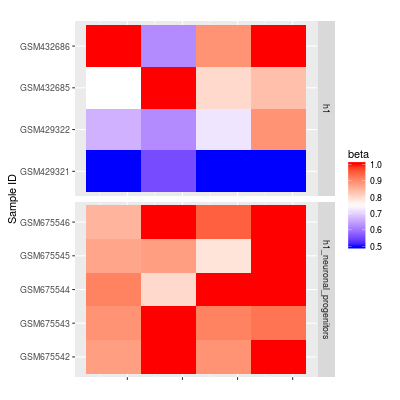 GSM432686
GSM432685
GSM429322
GSM429321
h1
GSM675546
GSM675545
GSM675544
GSM675543
GSM675542
h1_neuronal_progenitors
Sample ID
beta
1.0
0.9
0.8
0.7
0.6
0.5